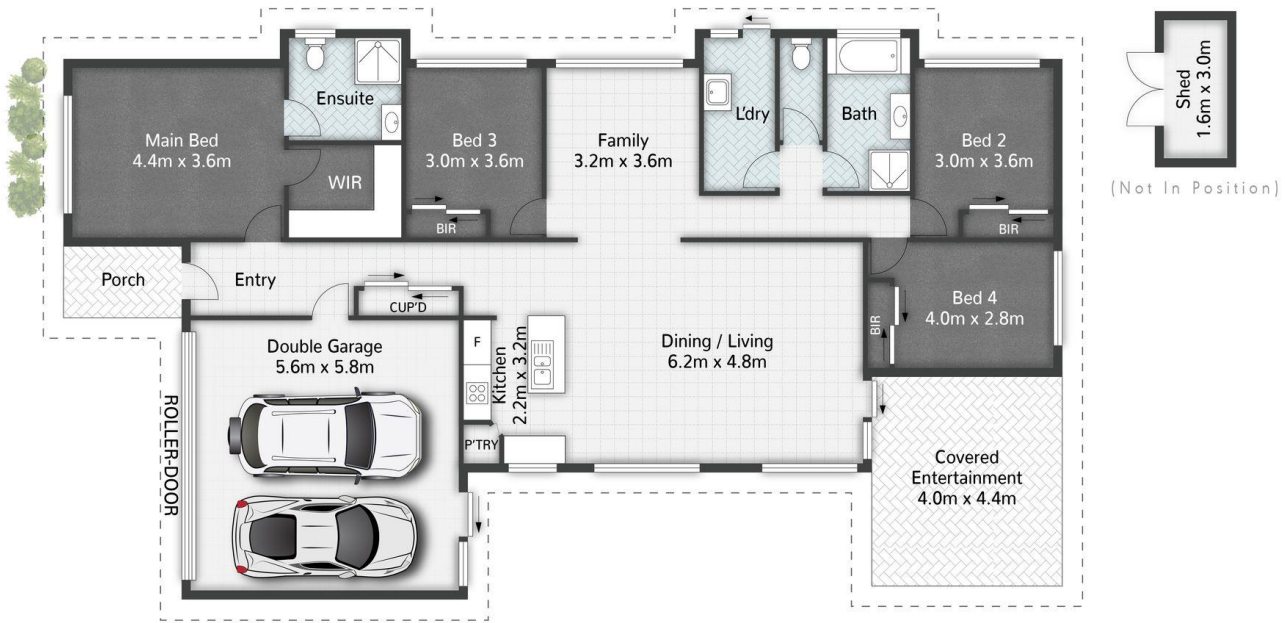 Main Bed
4.4m x 3.6m
Ensuite
WIR
Bed 3
3.0m x 3.6m
BIR
Family
3.2m x 3.6m
L'dry
Bath
Bed 2
3.0m x 3.6m
BIR
Shed
1.6m x 3.0m
(Not In Position)
Porch
Entry
CUP'D
Double Garage
5.6m x 5.8m
ROLLER-DOOR
F
Kitchen
2.2m x 3.2m
P'TRY
Dining / Living
6.2m x 4.8m
BIR
Bed 4
4.0m x 2.8m
Covered
Entertainment
4.0m x 4.4m